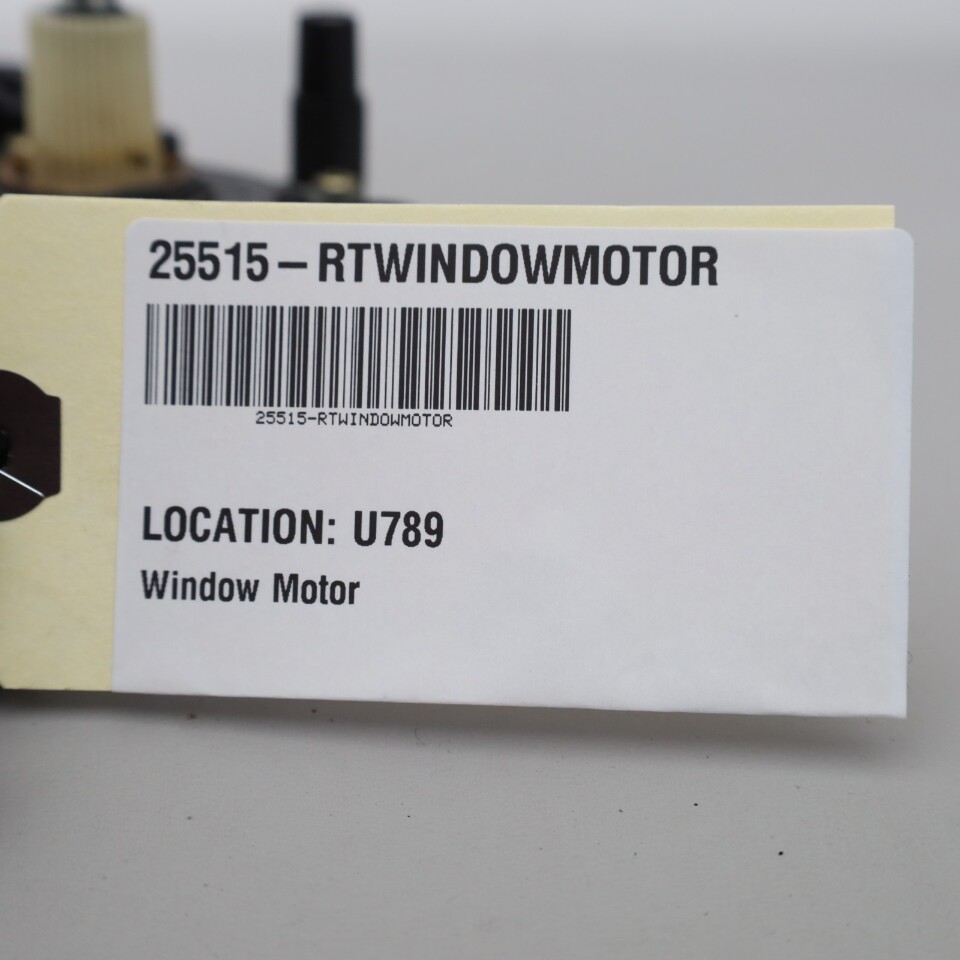 25515–RTWINDOWMOTOR
25515-RTWINDOWMOTOR
LOCATION: U789
Window Motor